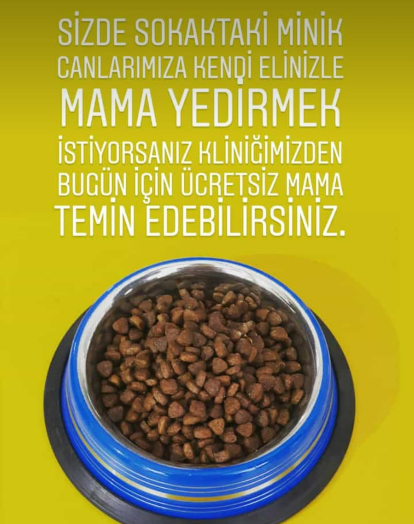 SİZDE SOKAKTAKİ MİNİK
CANLARIMIZA KENDİ ELİNİZLE
MAMA YEDİRMEK
İSTİYORSANIZ KLİNİĞİMİZDEN
BUGÜN İÇİN ÜCRETSİZ MAMA
TEMİN EDEBİLİRSİNİZ.